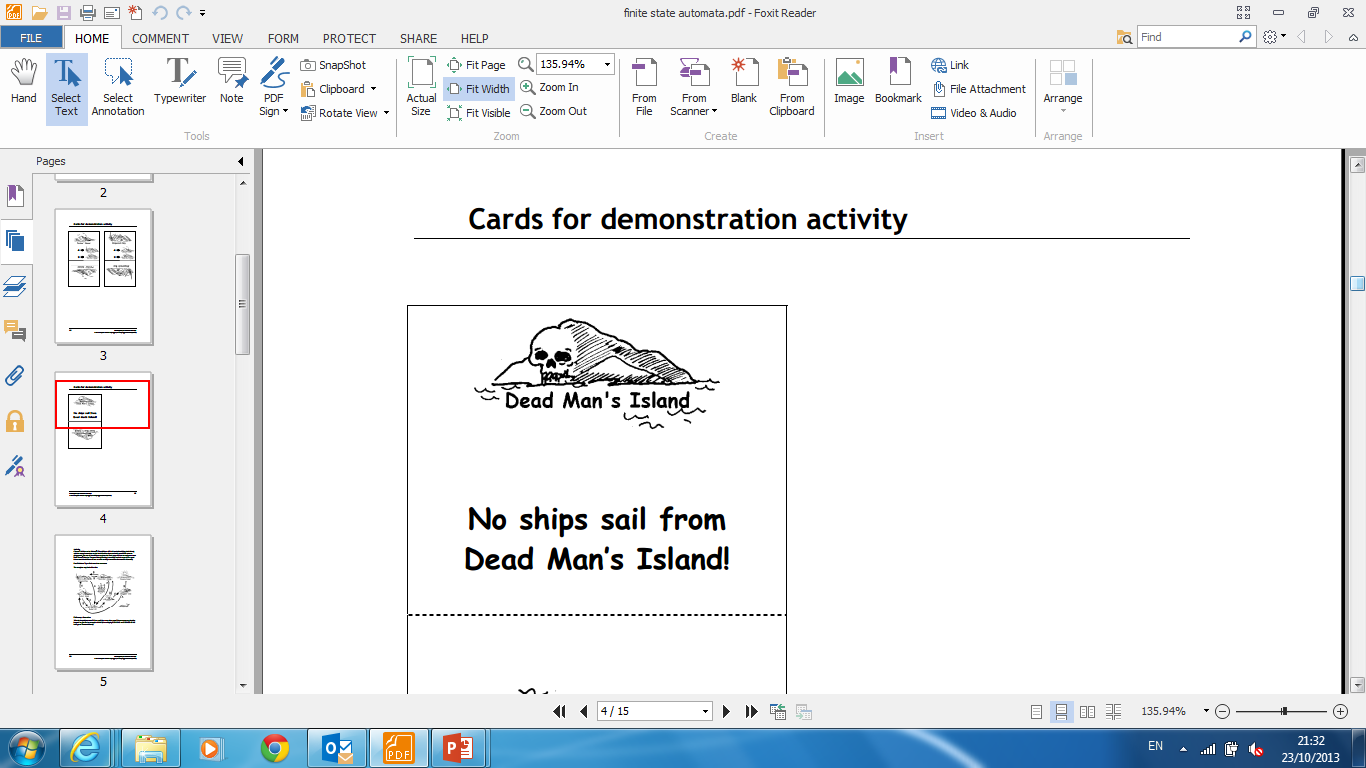 finite state automata.pdf - Foxit Reader
FILE HOME COMMENT VIEW FORM PROTECT SHARE HELP
Find
Hand
Select Text
Select Annotation
Typewriter
Note
PDF Sign
SnapShot
Clipboard
Rotate View
Tools
Actual Size
Fit Page
Fit Width
Fit Visible
135.94%
Zoom In
Zoom Out
Zoom
From File
From Scanner
Blank
From Clipboard
Create
Image
Bookmark
Link
File Attachment
Video & Audio
Insert
Arrange
Arrange
Pages
2
3
4
5
Cards for demonstration activity
Dead Man's Island
No ships sail from
Dead Man's Island!
4 / 15
135.94%
EN
21:32
23/10/2013